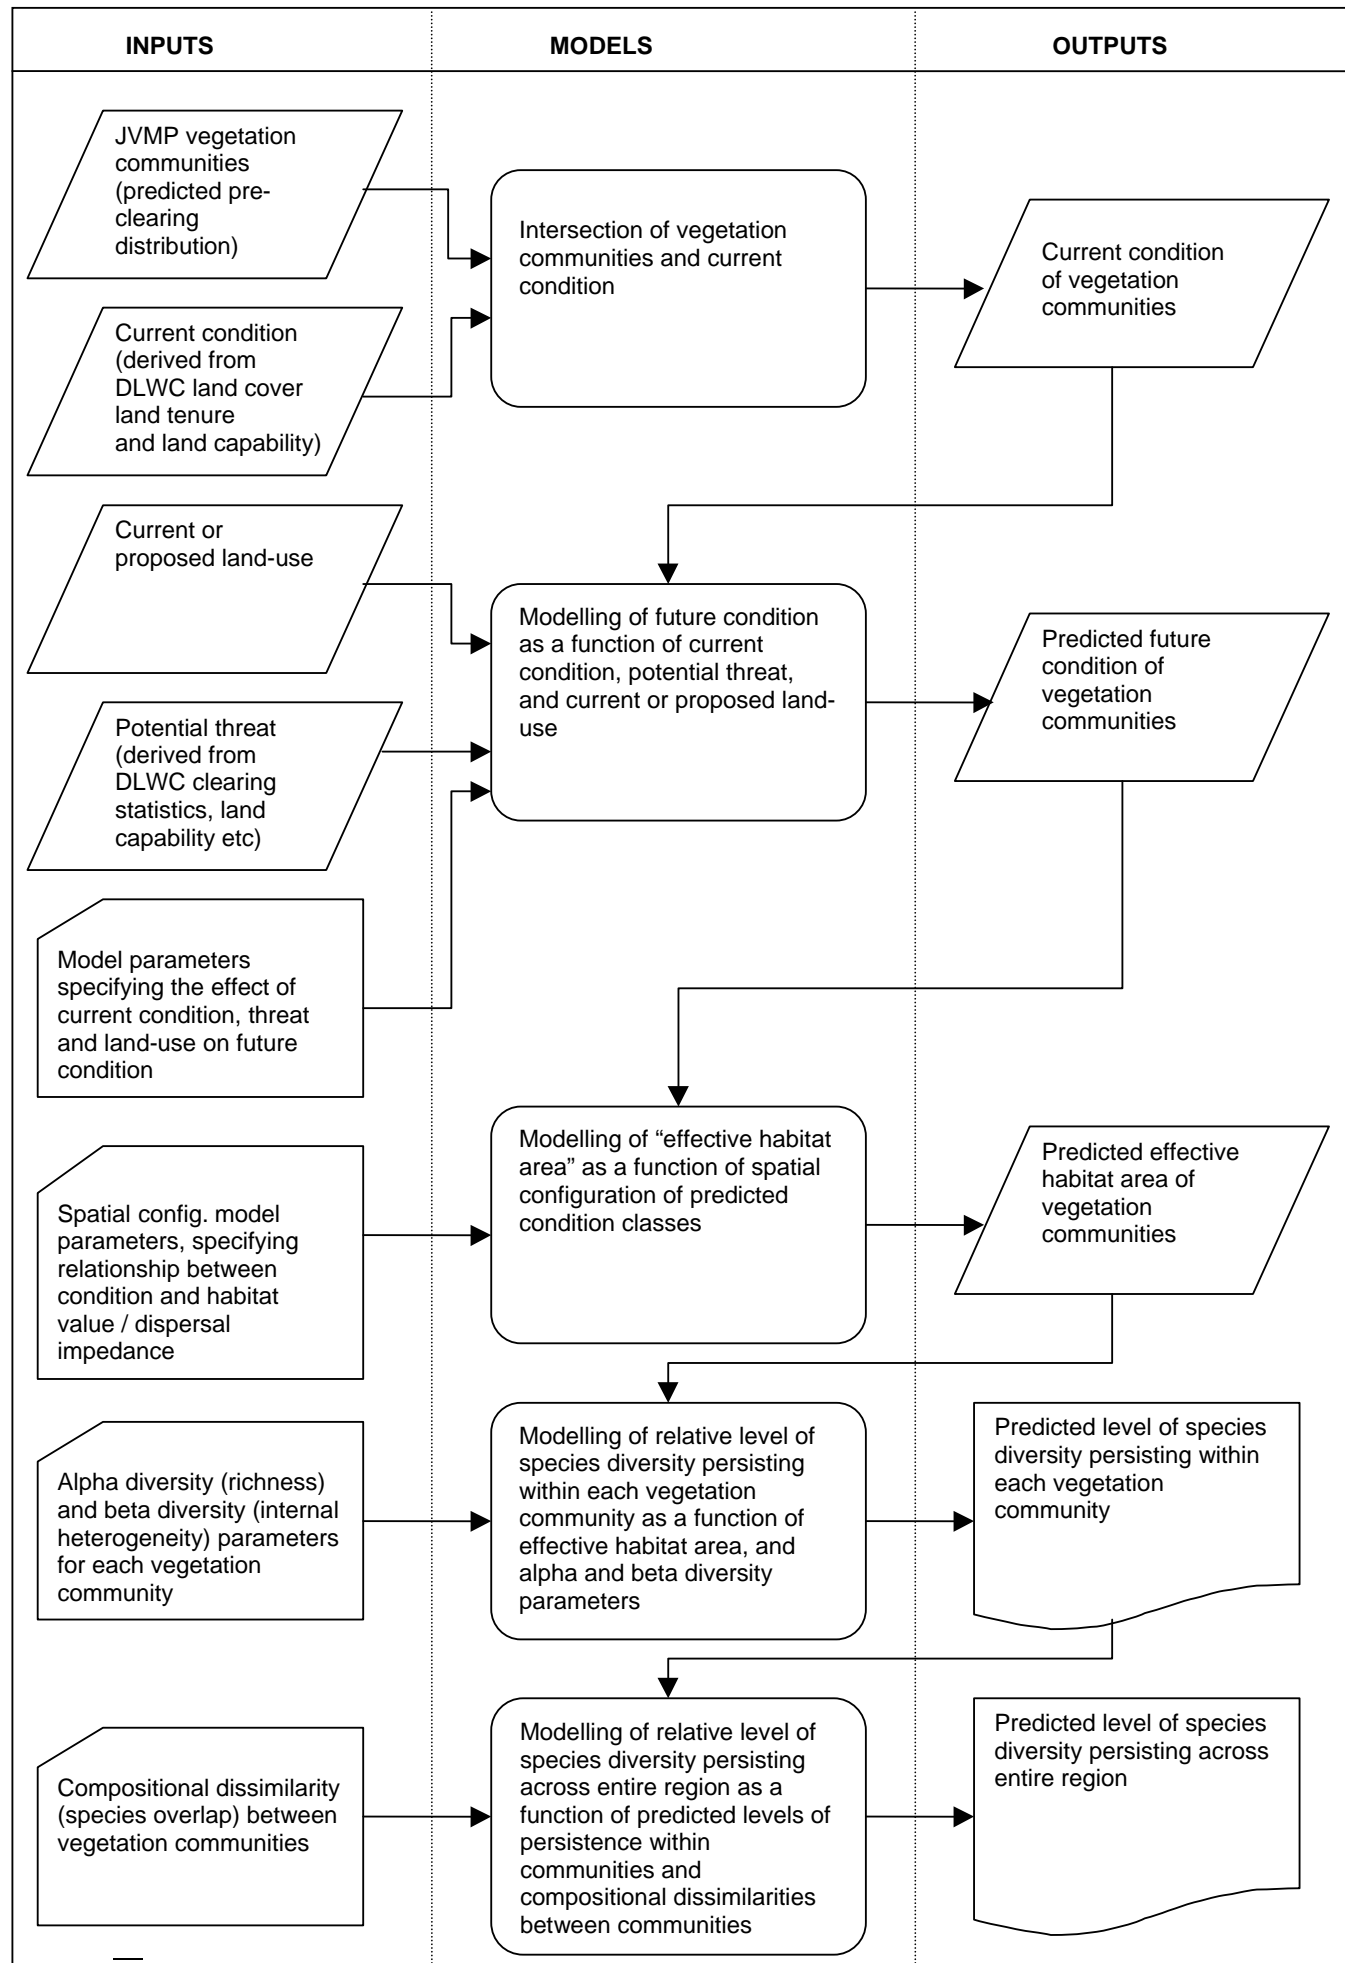 INPUTS
MODELS
OUTPUTS
JVMP vegetation
communities
(predicted pre-
clearing
distribution)
Intersection of vegetation
communities and current
condition
Current condition
of vegetation
communities
Current condition
(derived from
DLWC land cover
land tenure
and land capability)
Current or
proposed land-use
Modelling of future condition
as a function of current
condition, potential threat,
and current or proposed land-
use
Predicted future
condition of
vegetation
communities
Potential threat
(derived from
DLWC clearing
statistics, land
capability etc)
Model parameters
specifying the effect of
current condition, threat
and land-use on future
condition
Modelling of “effective habitat
area” as a function of spatial
configuration of predicted
condition classes
Predicted effective
habitat area of
vegetation
communities
Spatial config. model
parameters, specifying
relationship between
condition and habitat
value / dispersal
impedance
Alpha diversity (richness)
and beta diversity (internal
heterogeneity) parameters
for each vegetation
community
Modelling of relative level of
species diversity persisting
within each vegetation
community as a function of
effective habitat area, and
alpha and beta diversity
parameters
Predicted level of species
diversity persisting within
each vegetation
community
Compositional dissimilarity
(species overlap) between
vegetation communities
Modelling of relative level of
species diversity persisting
across entire region as a
function of predicted levels of
persistence within
communities and
compositional dissimilarities
between communities
Predicted level of species
diversity persisting across
entire region